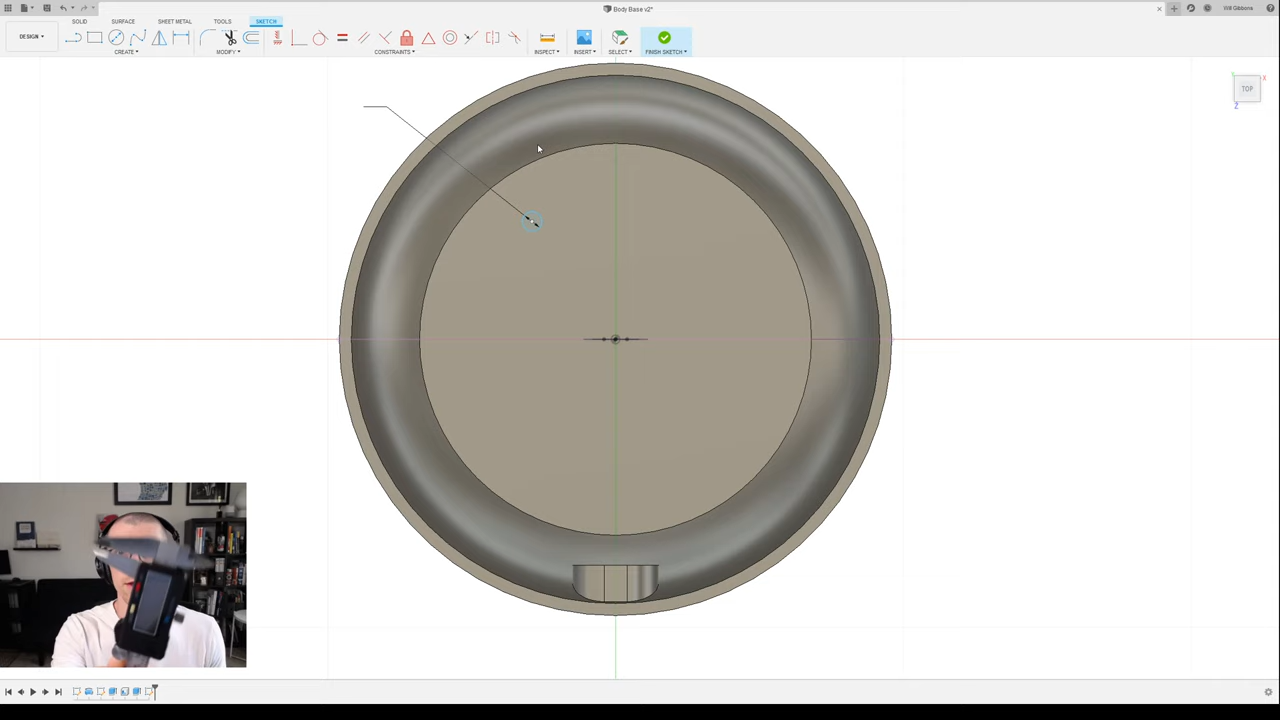 Body Base v2*
Will Gibbons
SOLID SURFACE SHEET METAL TOOLS SKETCH
DESIGN
CREATE
MODIFY
CONSTRAINTS
INSPECT
INSERT
SELECT
FINISH SKETCH
Y
X
TOP
Z